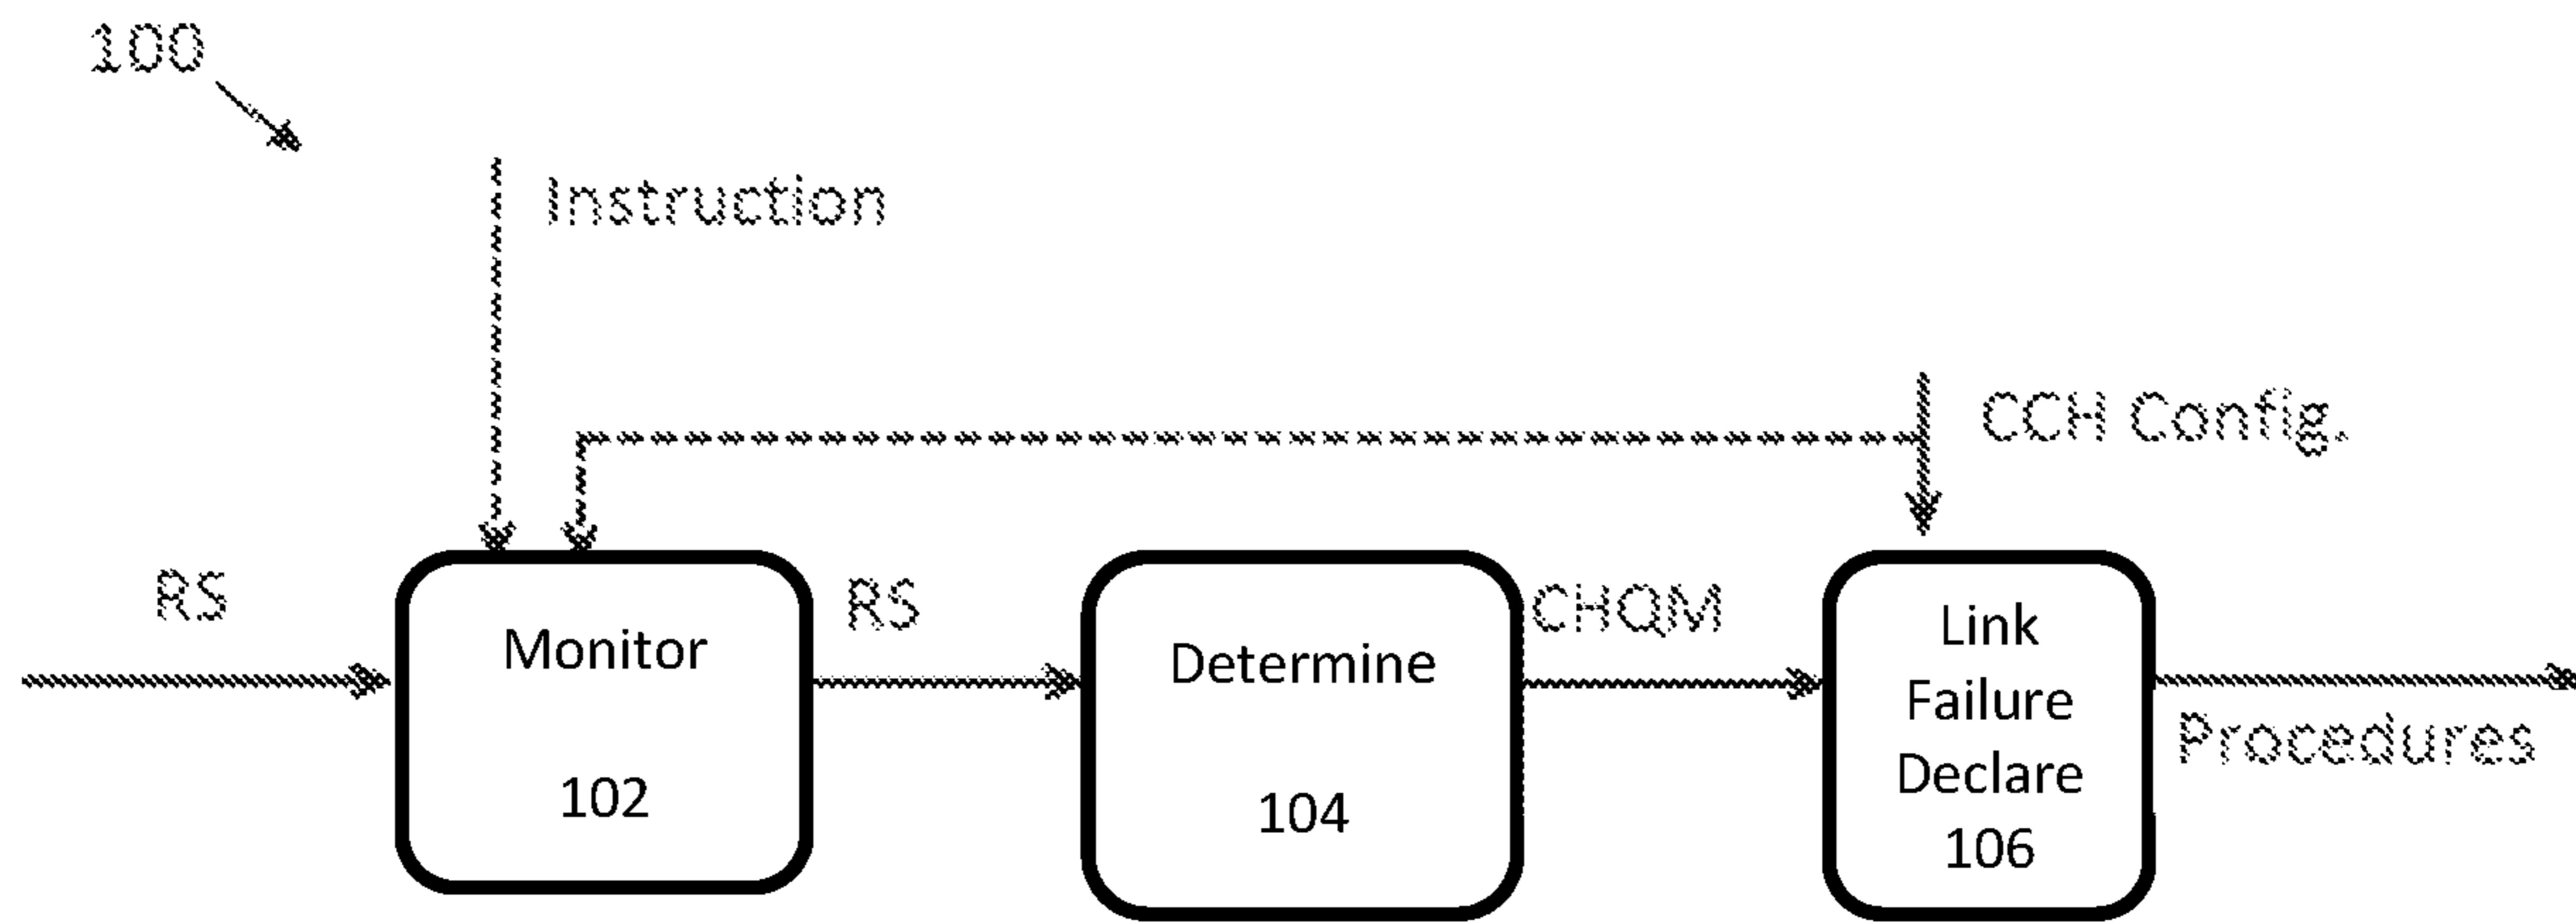 100
Instruction
CCH Config.
RS
Monitor
102
RS
Determine
104
CHQM
Link
Failure
Declare
106
Procedures